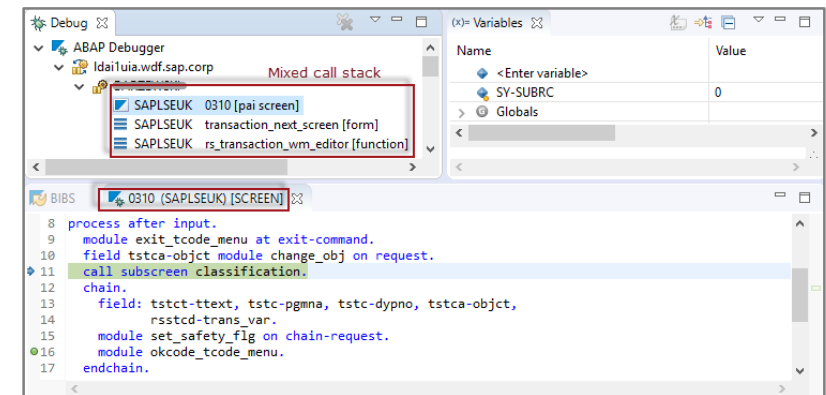 Debug
(x)= Variables
ABAP Debugger
ldai1uia.wdf.sap.corp
Mixed call stack
SAPLSEUK 0310 [pai screen]
SAPLSEUK transaction_next_screen [form]
SAPLSEUK rs_transaction_wm_editor [function]
Name Value
<Enter variable>
SY-SUBRC 0
G Globals
BIBS
0310 (SAPLSEUK) [SCREEN]
8 process after input.
9 module exit_tcode_menu at exit-command.
10 field tstca-objct module change_obj on request.
11 call subscreen classification.
12 chain.
13 field: tstct-ttext, tstc-pgmna, tstc-dypno, tstca-objct,
14 rsstcd-trans_var.
15 module set_safety_flg on chain-request.
16 module okcode_tcode_menu.
17 endchain.